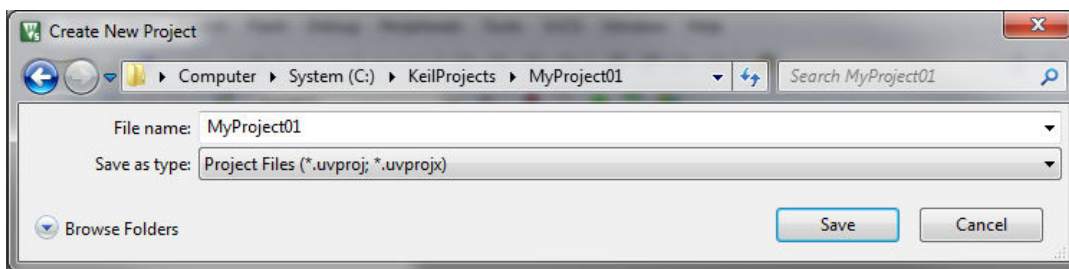 Create New Project
Computer System (C:) KeilProjects MyProject01
Search MyProject01
File name: MyProject01
Save as type: Project Files (*.uvproj; *.uvprojx)
Browse Folders
Save
Cancel